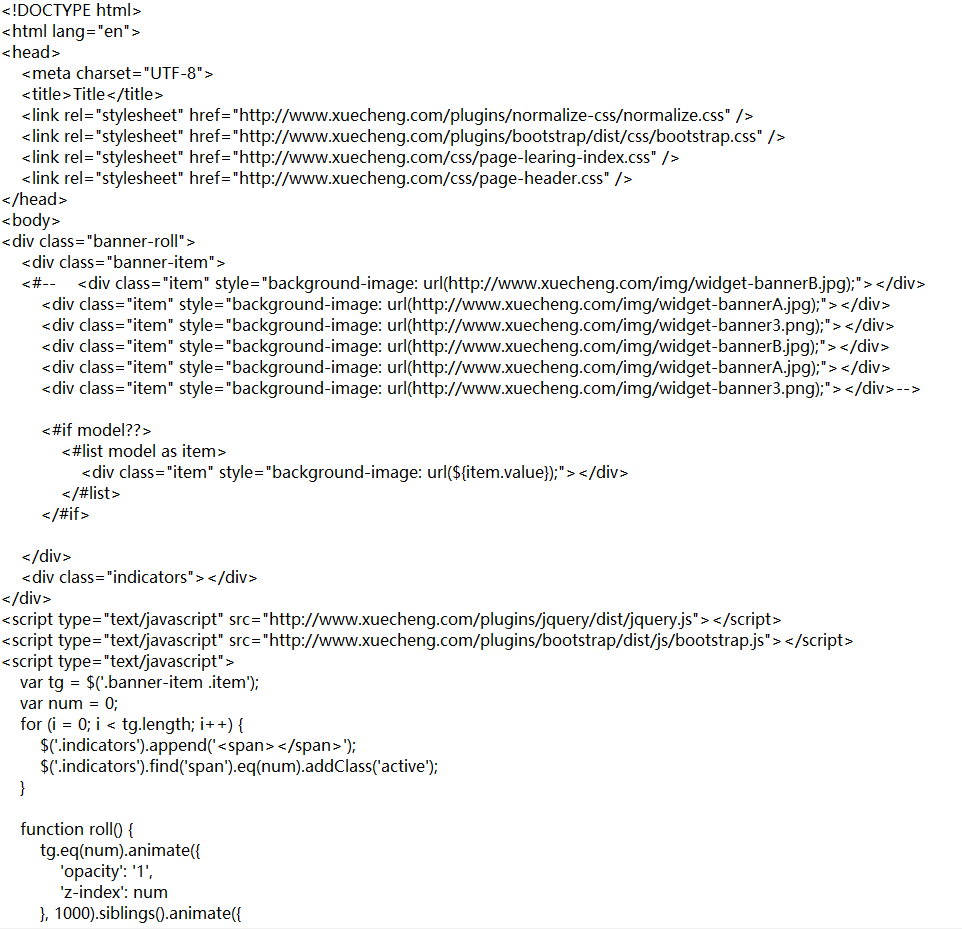 <!DOCTYPE html>
<html lang="en">
<head>
    <meta charset="UTF-8">
    <title>Title</title>
    <link rel="stylesheet" href="http://www.xuecheng.com/plugins/normalize-css/normalize.css" />
    <link rel="stylesheet" href="http://www.xuecheng.com/plugins/bootstrap/dist/css/bootstrap.css" />
    <link rel="stylesheet" href="http://www.xuecheng.com/css/page-learing-index.css" />
    <link rel="stylesheet" href="http://www.xuecheng.com/css/page-header.css" />
</head>
<body>
<div class="banner-roll">
    <div class="banner-item">
    <#--    <div class="item" style="background-image: url(http://www.xuecheng.com/img/widget-bannerB.jpg);"></div>
        <div class="item" style="background-image: url(http://www.xuecheng.com/img/widget-bannerA.jpg);"></div>
        <div class="item" style="background-image: url(http://www.xuecheng.com/img/widget-banner3.png);"></div>
        <div class="item" style="background-image: url(http://www.xuecheng.com/img/widget-bannerB.jpg);"></div>
        <div class="item" style="background-image: url(http://www.xuecheng.com/img/widget-bannerA.jpg);"></div>
        <div class="item" style="background-image: url(http://www.xuecheng.com/img/widget-banner3.png);"></div>-->
        <#if model??>
            <#list model as item>
                <div class="item" style="background-image: url(${item.value});"></div>
            </#list>
        </#if>
    </div>
    <div class="indicators"></div>
</div>
<script type="text/javascript" src="http://www.xuecheng.com/plugins/jquery/dist/jquery.js"></script>
<script type="text/javascript" src="http://www.xuecheng.com/plugins/bootstrap/dist/js/bootstrap.js"></script>
<script type="text/javascript">
    var tg = $('.banner-item .item');
    var num = 0;
    for (i = 0; i < tg.length; i++) {
        $('.indicators').append('<span></span>');
        $('.indicators').find('span').eq(num).addClass('active');
    }
    function roll() {
        tg.eq(num).animate({
            'opacity': '1',
            'z-index': num
        }, 1000).siblings().animate({